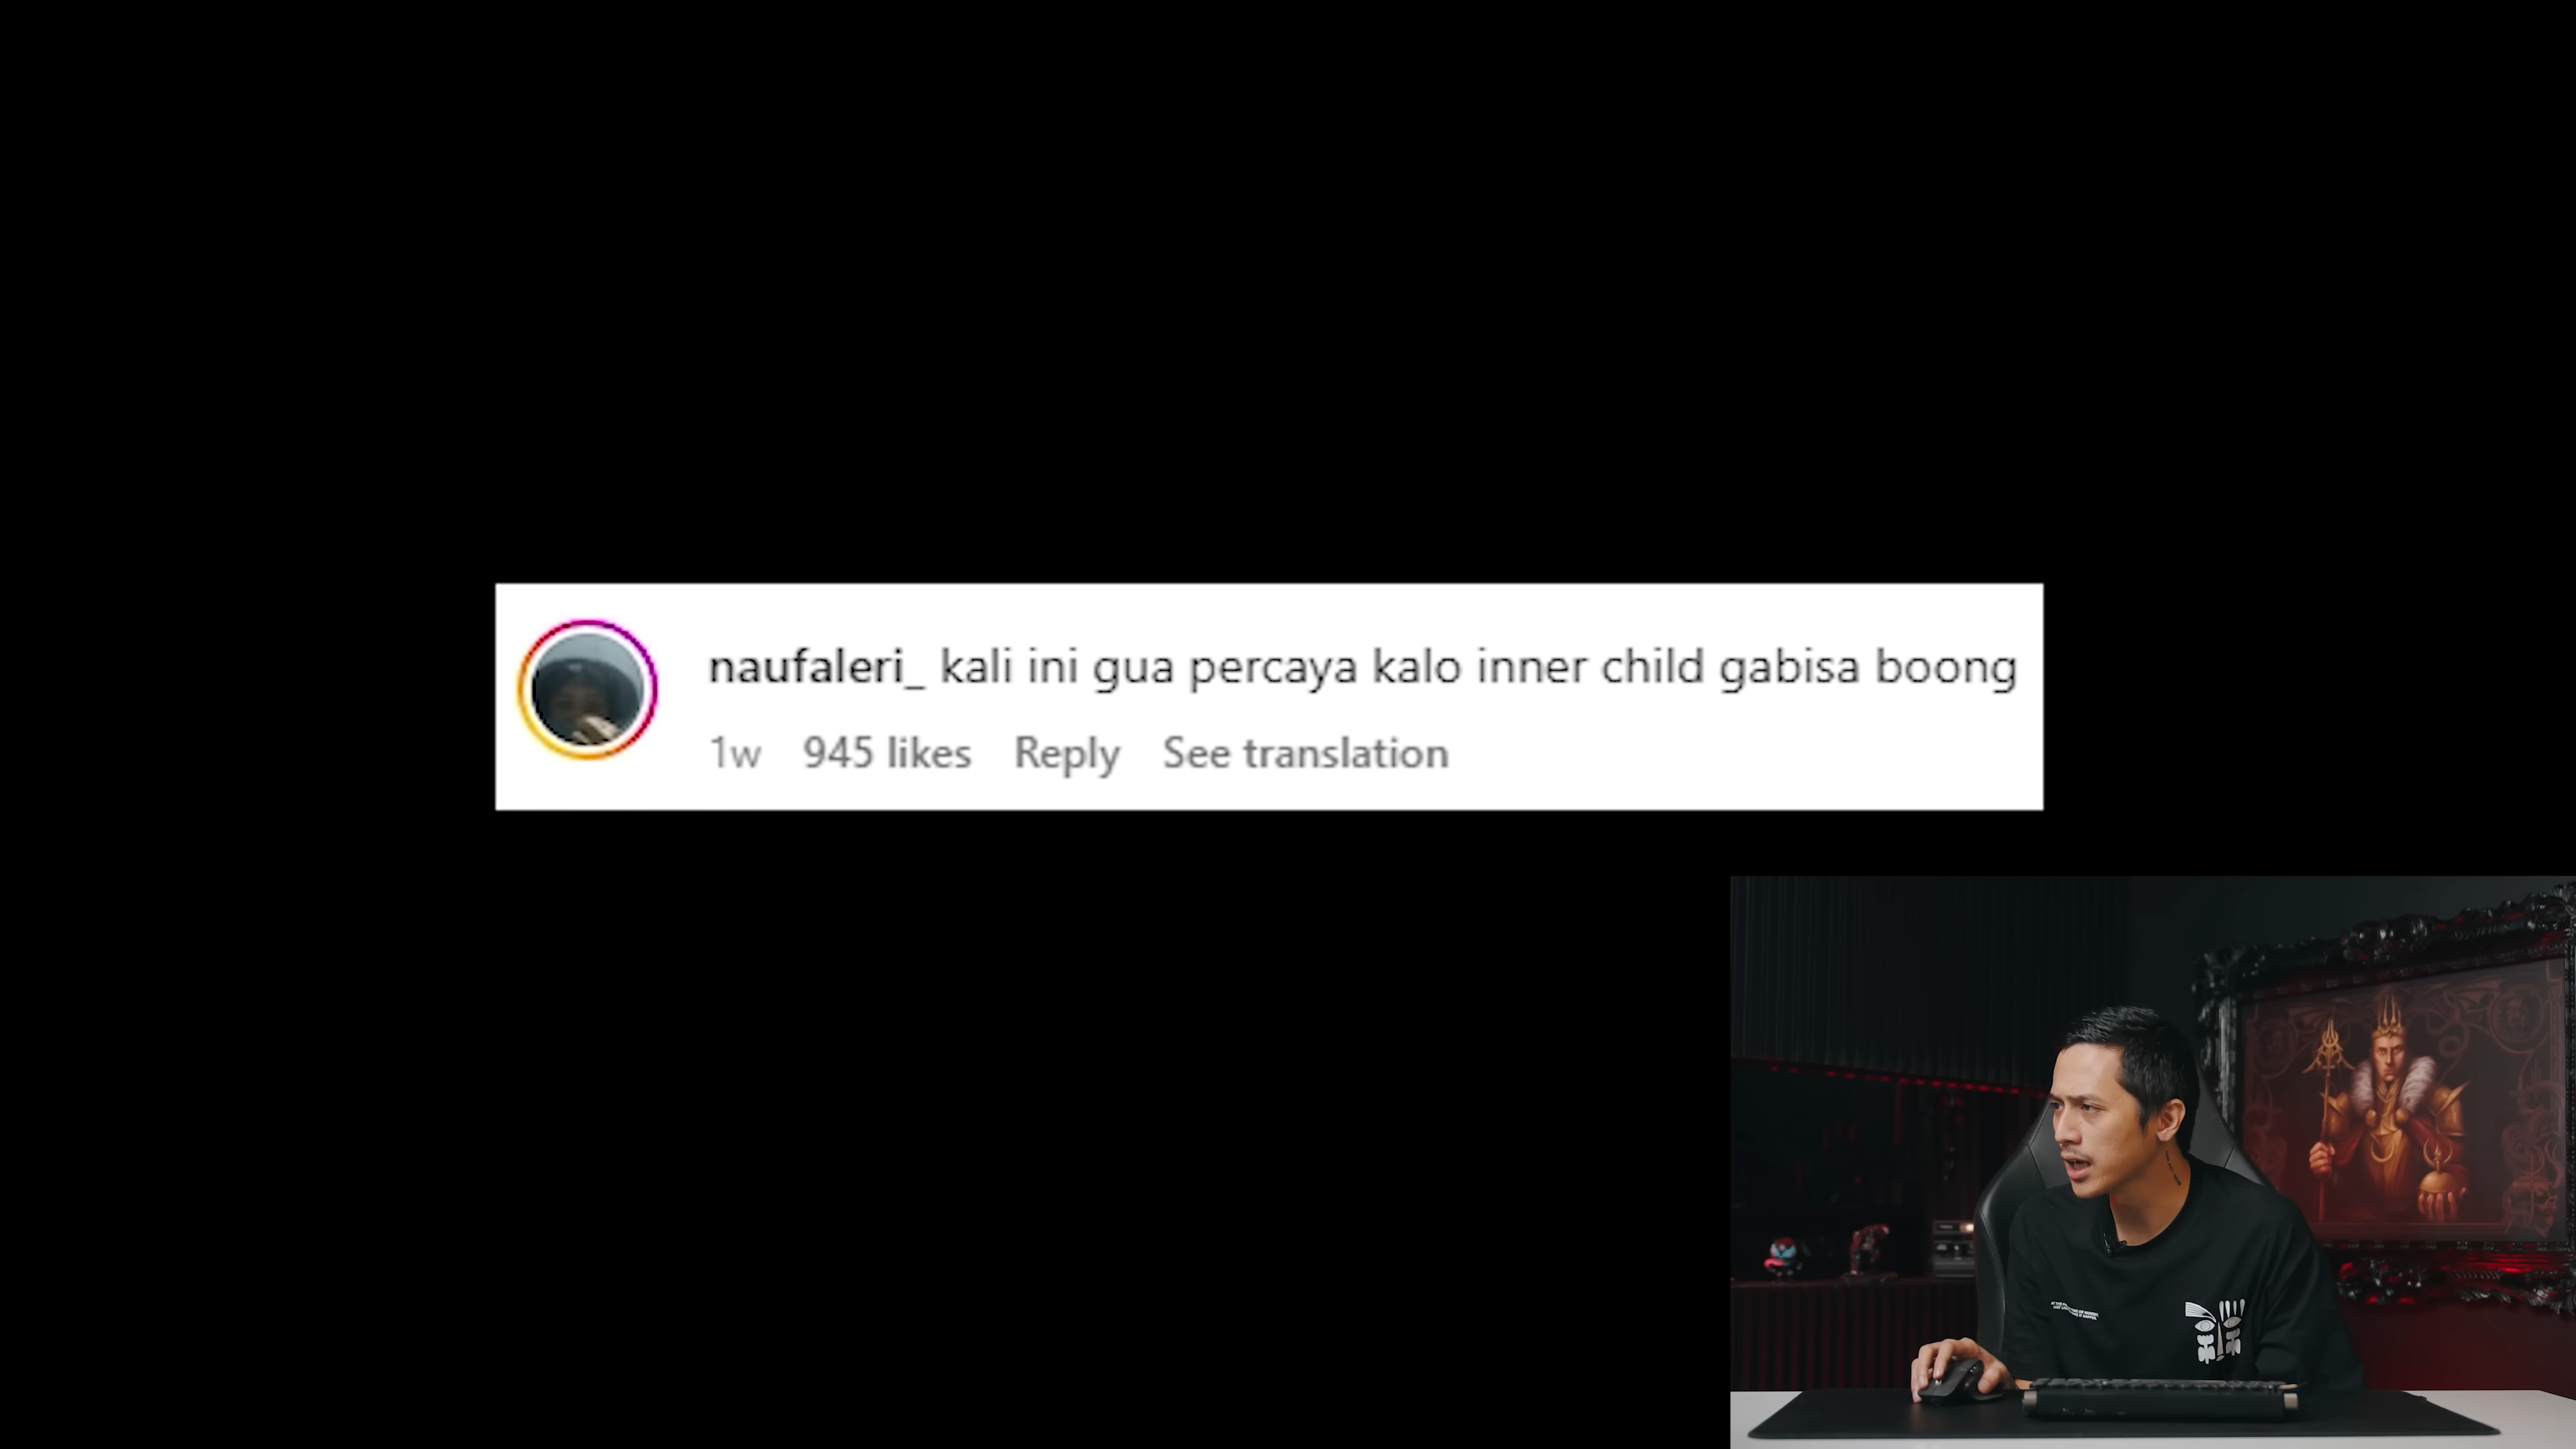 naufaleri_ kali ini gua percaya kalo inner child gabisa boong
1w 945 likes Reply See translation